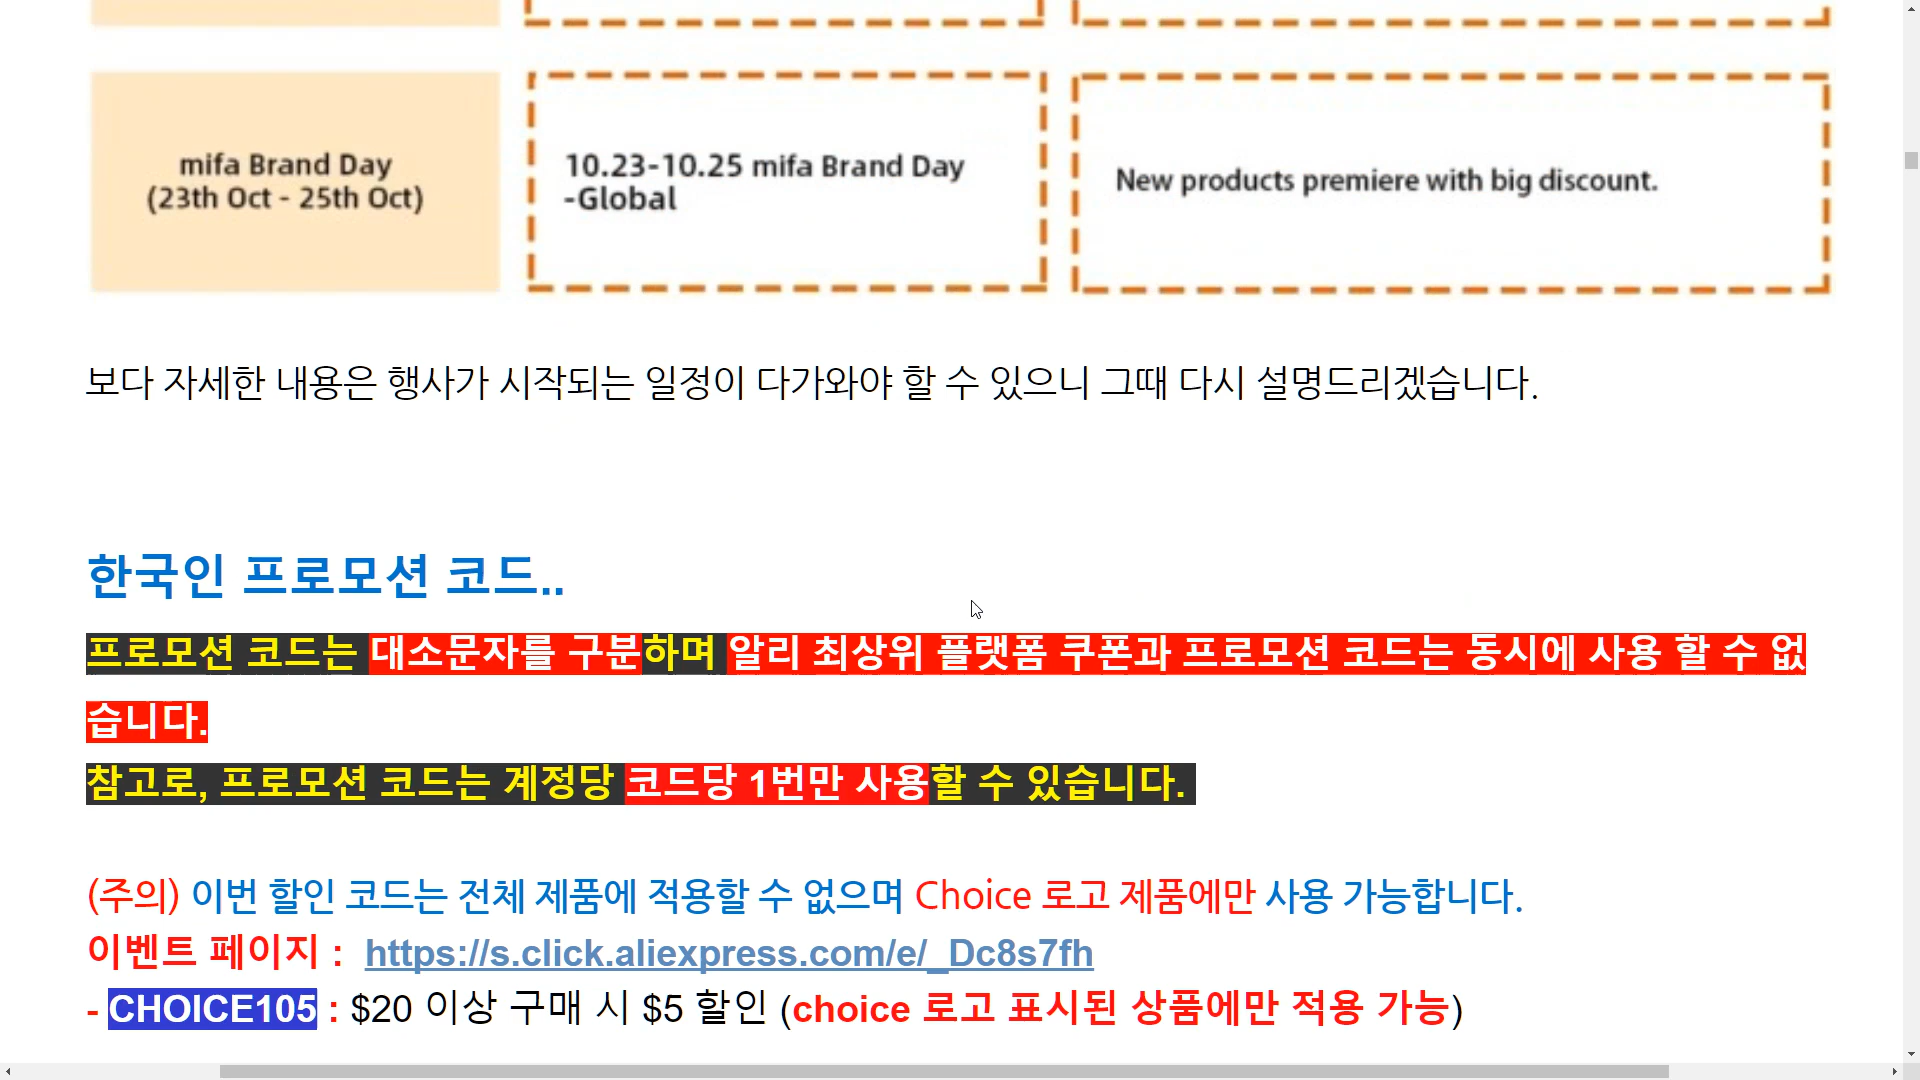 mifa Brand Day
(23th Oct - 25th Oct)
10.23-10.25 mifa Brand Day
-Global
New products premiere with big discount.
보다 자세한 내용은 행사가 시작되는 일정이 다가와야 할 수 있으니 그때 다시 설명드리겠습니다.
한국인 프로모션 코드..
프로모션 코드는 대소문자를 구분하며 알리 최상위 플랫폼 쿠폰과 프로모션 코드는 동시에 사용 할 수 없
습니다.
참고로, 프로모션 코드는 계정당 코드당 1번만 사용할 수 있습니다.
(주의) 이번 할인 코드는 전체 제품에 적용할 수 없으며 Choice 로고 제품에만 사용 가능합니다.
이벤트 페이지 : https://s.click.aliexpress.com/e/_Dc8s7fh
- CHOICE105 : $20 이상 구매 시 $5 할인 (choice 로고 표시된 상품에만 적용 가능)